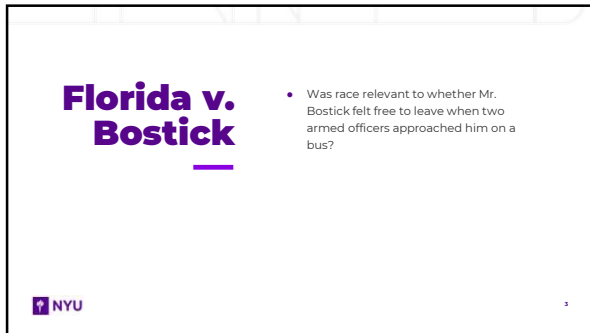 Florida v.
Bostick
● Was race relevant to whether Mr.
Bostick felt free to leave when two
armed officers approached him on a
bus?
NYU
3